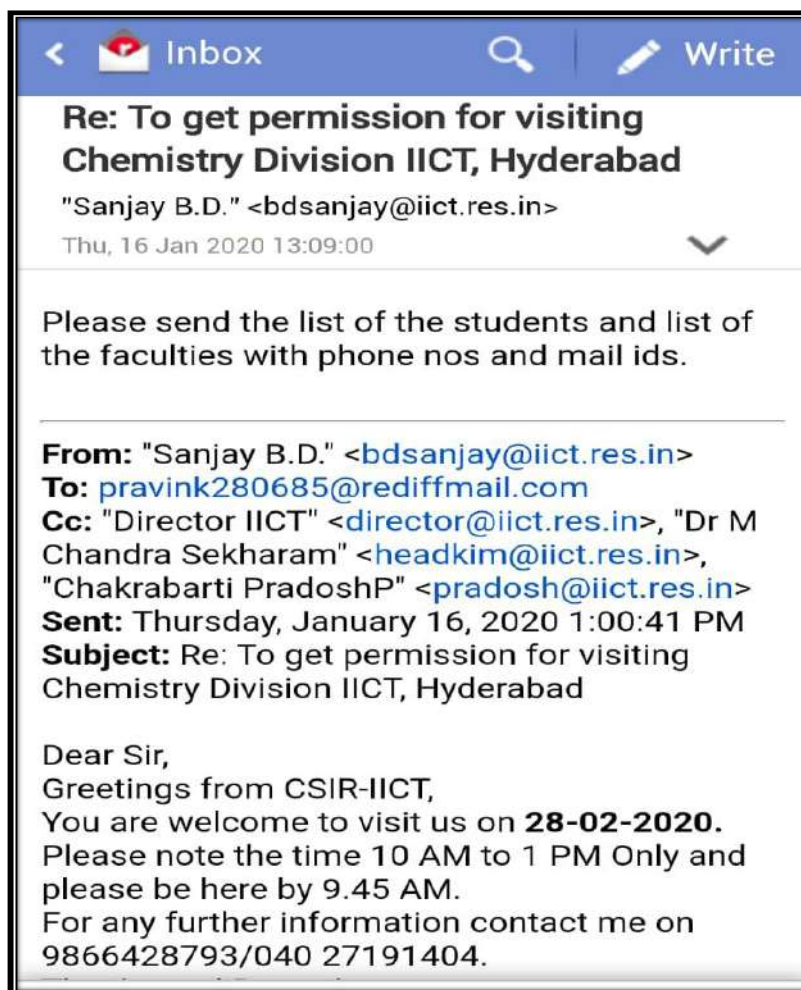 Inbox
Write
Re: To get permission for visiting
Chemistry Division IICT, Hyderabad
"Sanjay B.D." <bdsanjay@iict.res.in>
Thu, 16 Jan 2020 13:09:00
Please send the list of the students and list of
the faculties with phone nos and mail ids.
From: "Sanjay B.D." <bdsanjay@iict.res.in>
To: pravink280685@rediffmail.com
Cc: "Director IICT" <director@iict.res.in>, "Dr M
Chandra Sekharam" <headkim@iict.res.in>,
"Chakrabarti PradoshP" <pradosh@iict.res.in>
Sent: Thursday, January 16, 2020 1:00:41 PM
Subject: Re: To get permission for visiting
Chemistry Division IICT, Hyderabad
Dear Sir,
Greetings from CSIR-IICT,
You are welcome to visit us on 28-02-2020.
Please note the time 10 AM to 1 PM Only and
please be here by 9.45 AM.
For any further information contact me on
9866428793/040 27191404.